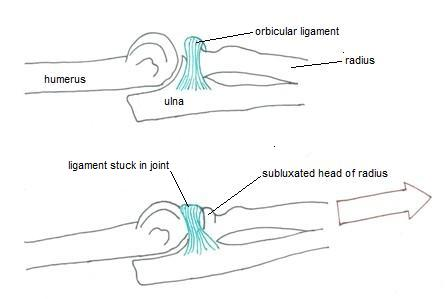 orbicular ligament
radius
humerus
ulna
ligament stuck in joint
subluxated head of radius